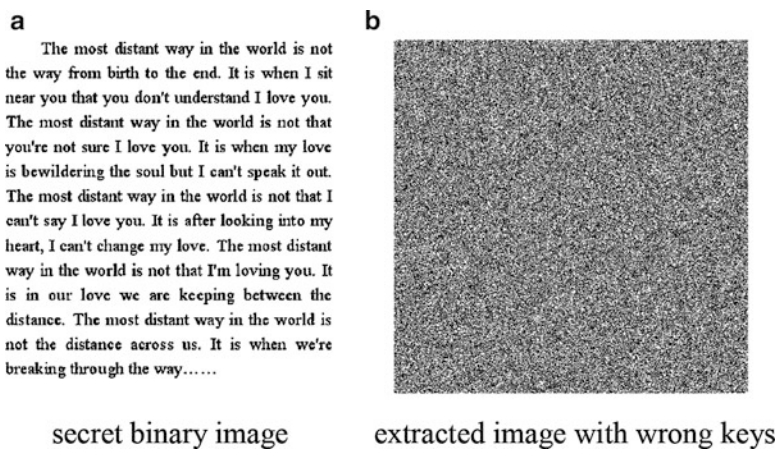 a
The most distant way in the world is not
the way from birth to the end. It is when I sit
near you that you don't understand I love you.
The most distant way in the world is not that
you're not sure I love you. It is when my love
is bewildering the soul but I can't speak it out.
The most distant way in the world is not that I
can't say I love you. It is after looking into my
heart, I can't change my love. The most distant
way in the world is not that I'm loving you. It
is in our love we are keeping between the
distance. The most distant way in the world is
not the distance across us. It is when we're
breaking through the way......
secret binary image
b
extracted image with wrong keys